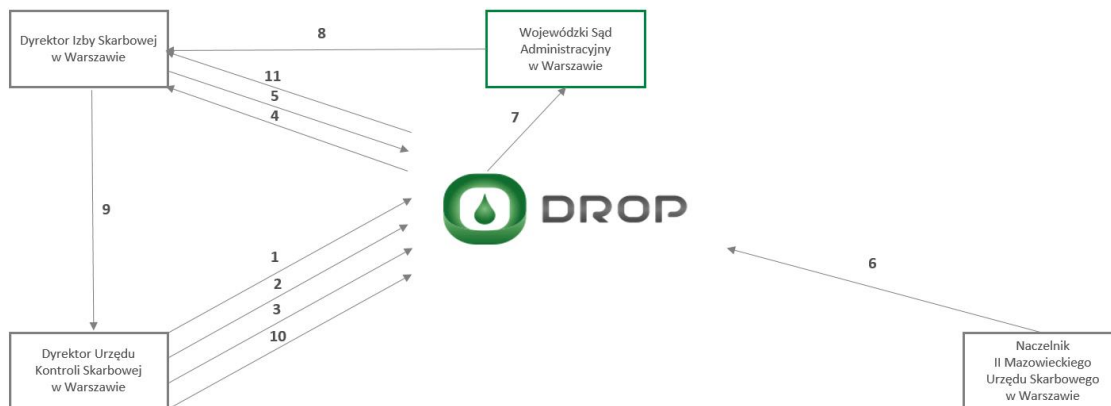 Dyrektor Izby Skarbowej
w Warszawie
8
Wojewódzki Sąd
Administracyjny
w Warszawie
11
5
4
7
DROP
9
1
2
3
10
6
Dyrektor Urzędu
Kontroli Skarbowej
w Warszawie
Naczelnik
II Mazowieckiego
Urzędu Skarbowego
w Warszawie